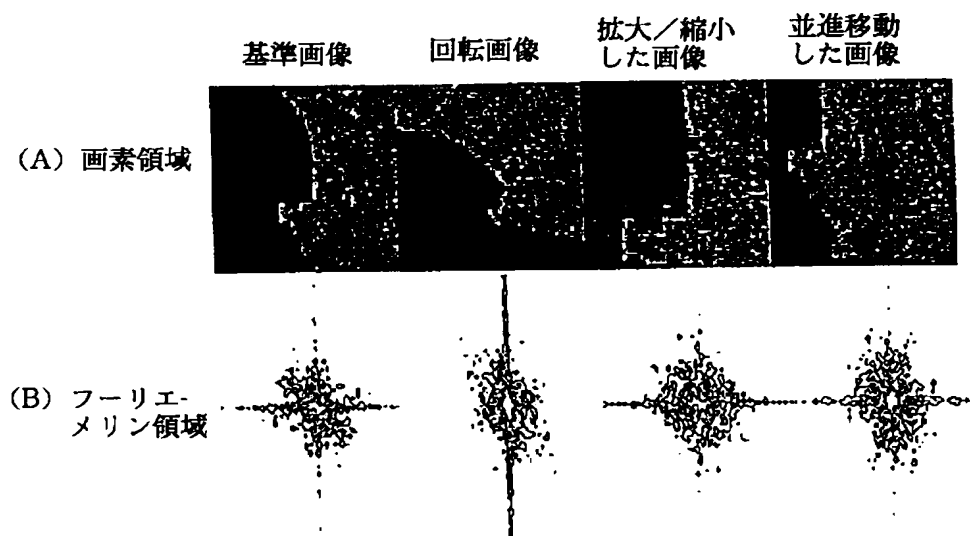 基準画像
回転画像
拡大／縮小
した画像
並進移動
した画像
（A）画素領域
（B）フーリエ-
メリン領域